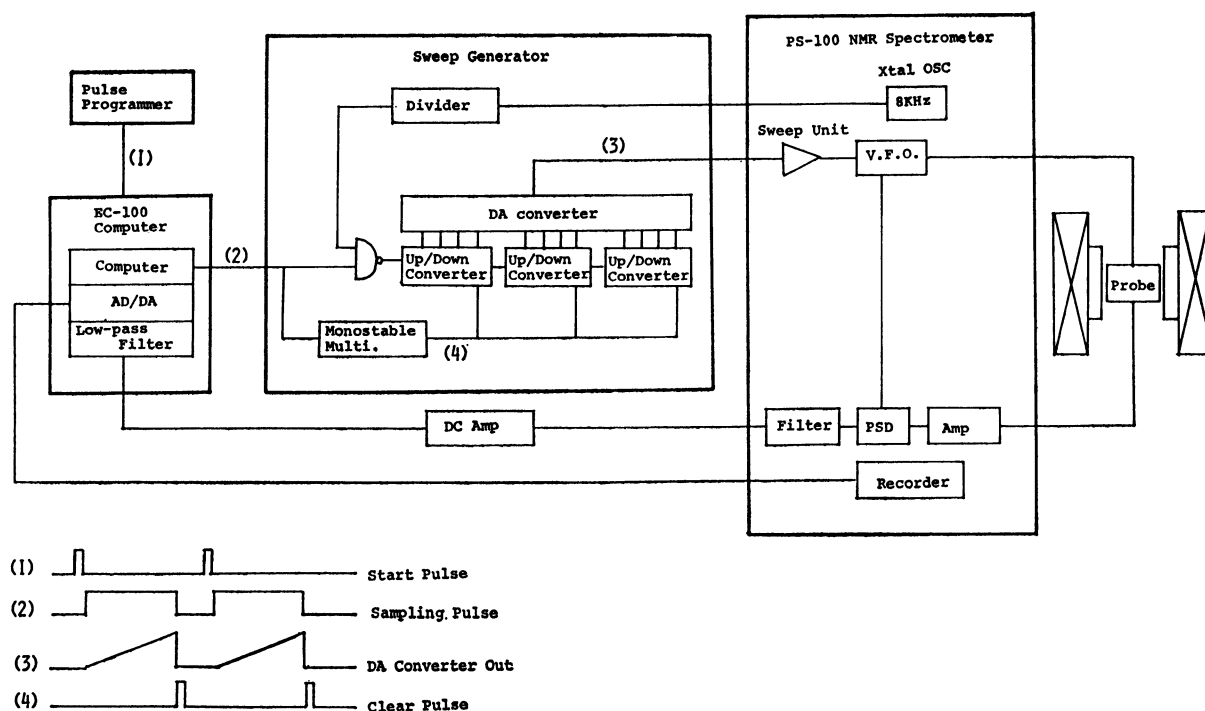 Pulse
Programmer
(1)
EC-100
Computer
Computer
AD/DA
Low-pass
Filter
(2)
Sweep Generator
Divider
(3)
DA converter
Up/Down
Converter
Up/Down
Converter
Up/Down
Converter
Monostable
Multi.
(4)
DC Amp
PS-100 NMR Spectrometer
Xtal OSC
8KHz
Sweep Unit
V.F.O.
Probe
Filter
PSD
Amp
Recorder
(1) Start Pulse
(2) Sampling Pulse
(3) DA Converter Out
(4) Clear Pulse